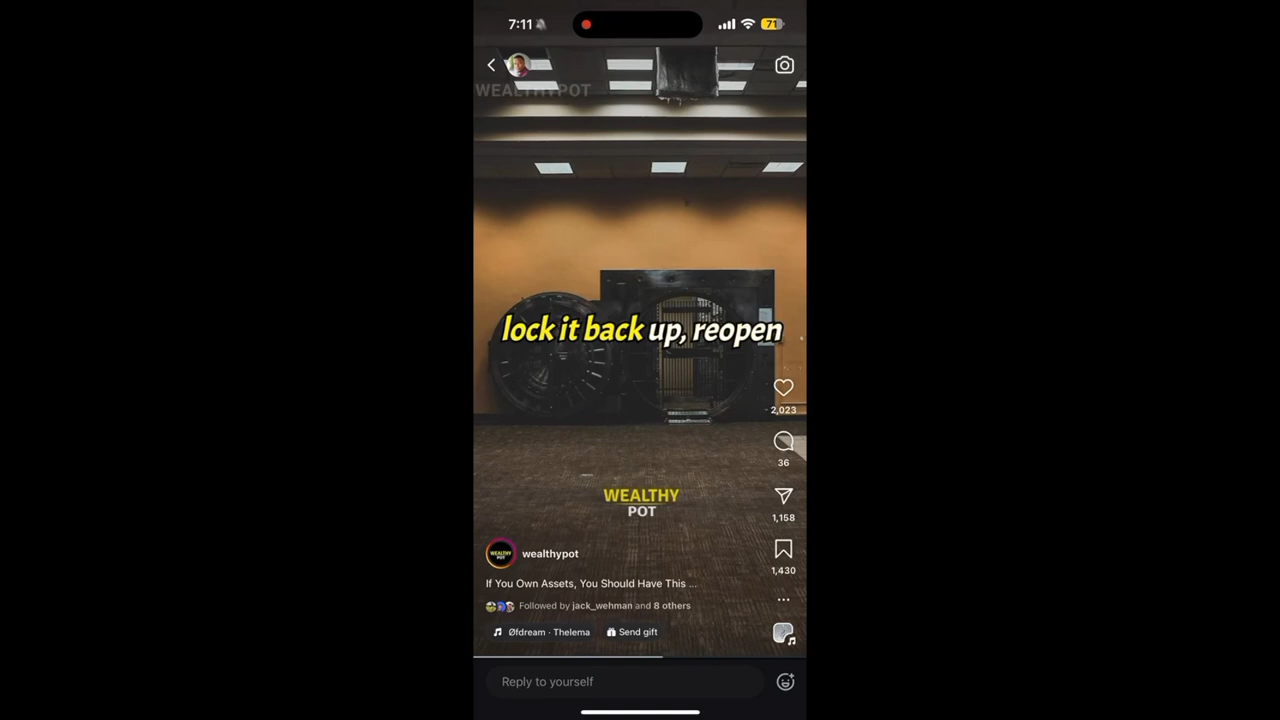 7:11
71
WEALTHYPOT
lock it back up, reopen
2,023
36
WEALTHY
POT
1,158
1,430
WEALTHY
POT
wealthypot
If You Own Assets, You Should Have This ...
Followed by jack_wehman and 8 others
Øfdream · Thelema
Send gift
Reply to yourself